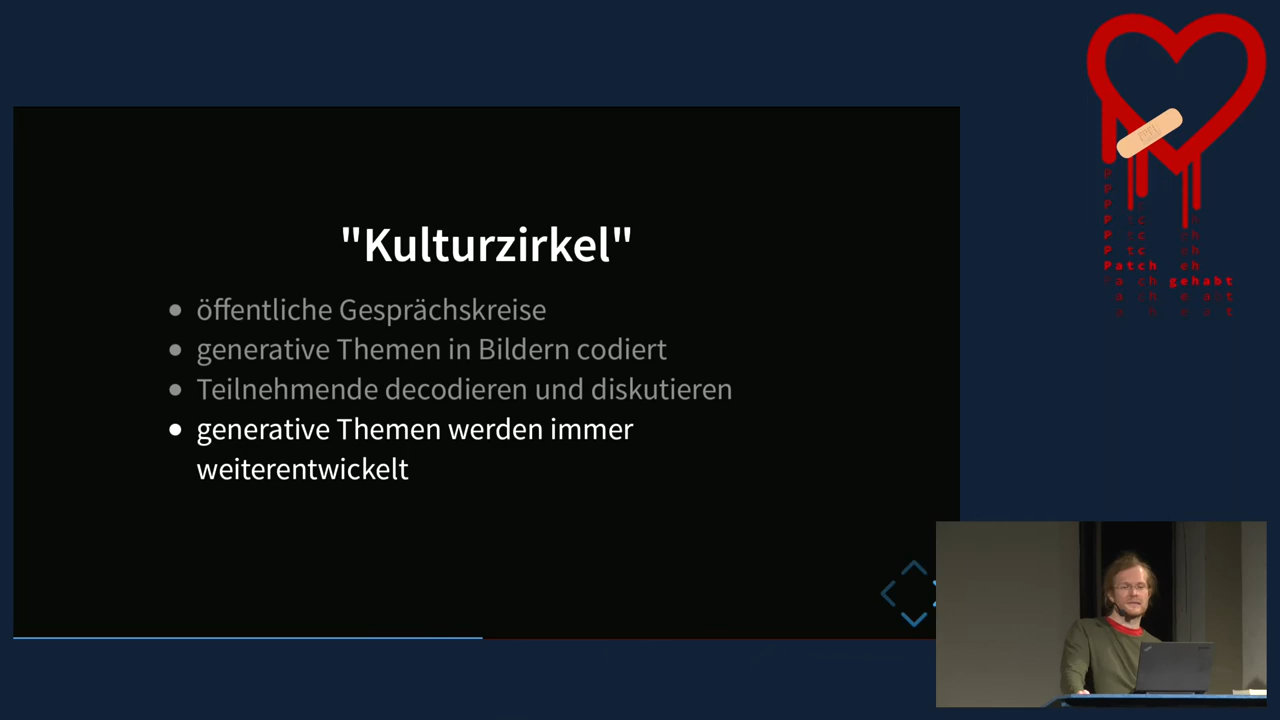 "Kulturzirkel"
öffentliche Gesprächskreise
generative Themen in Bildern codiert
Teilnehmende decodieren und diskutieren
generative Themen werden immer
weiterentwickelt
Patch eh
gehabt